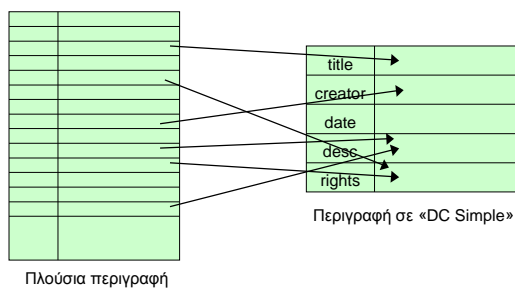 title
creator
date
desc
rights
Περιγραφή σε «DC Simple»
Πλούσια περιγραφή